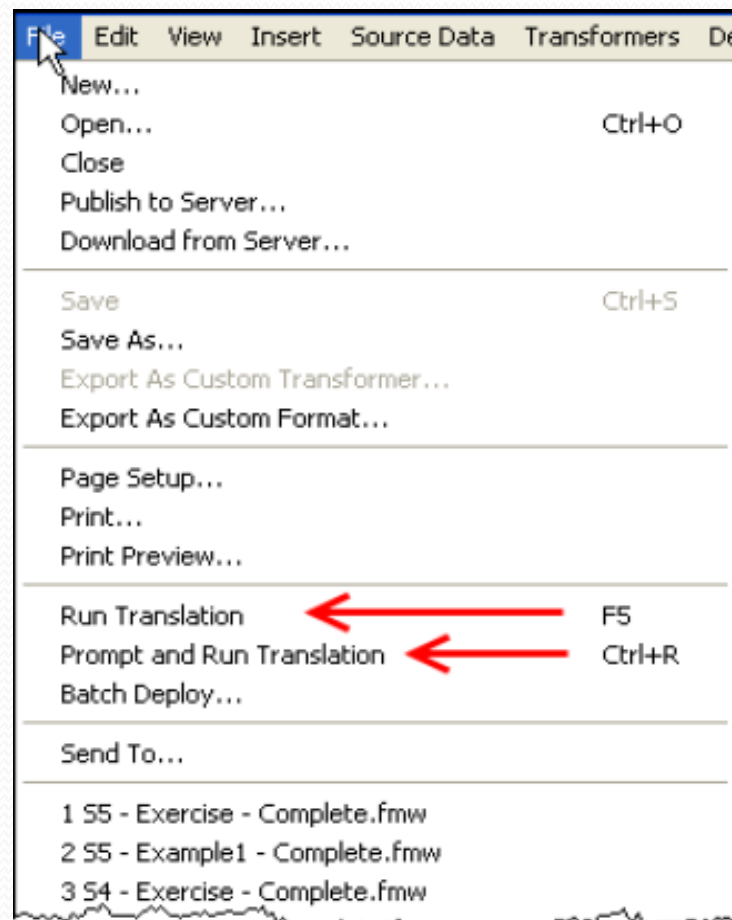 File Edit View Insert Source Data Transformers De
New...
Open... Ctrl+O
Close
Publish to Server...
Download from Server...
Save Ctrl+S
Save As...
Export As Custom Transformer...
Export As Custom Format...
Page Setup...
Print...
Print Preview...
Run Translation F5
Prompt and Run Translation Ctrl+R
Batch Deploy...
Send To...
1 S5 - Exercise - Complete.fmw
2 S5 - Example1 - Complete.fmw
3 S4 - Exercise - Complete.fmw